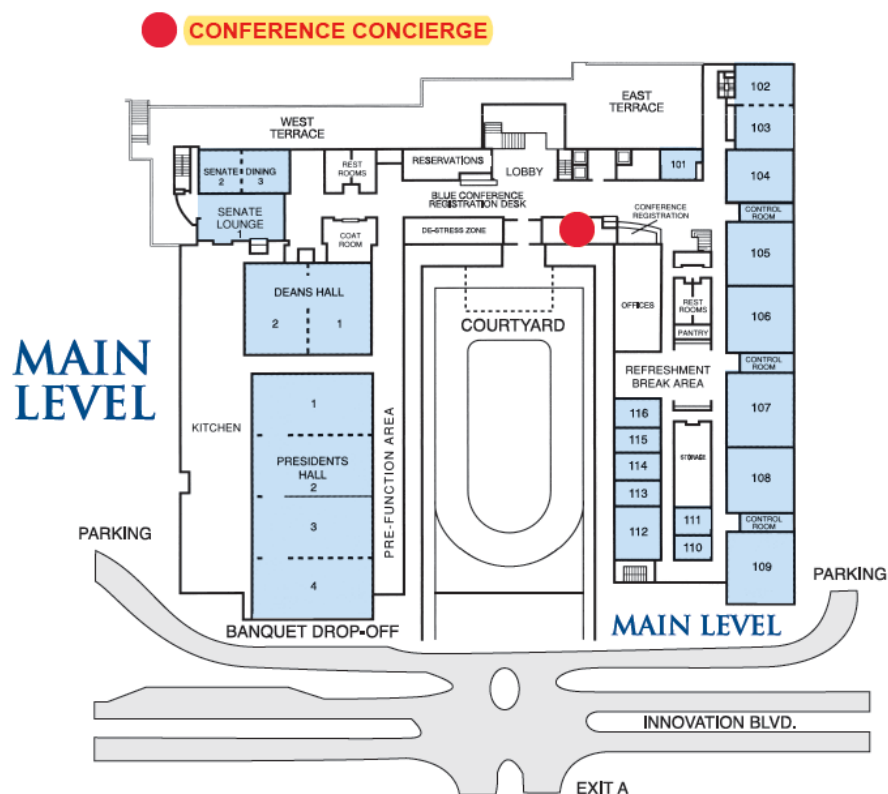 CONFERENCE CONCIERGE
EAST
TERRACE
102
WEST
TERRACE
103
RESERVATIONS
LOBBY
101
SENATE DINING
2 3
REST
ROOMS
104
BLUE CONFERENCE
REGISTRATION DESK
CONFERENCE
REGISTRATION
CONTROL
ROOM
SENATE
LOUNGE
1
COAT
ROOM
DE-STRESS ZONE
105
DEANS HALL
2 1
OFFICES
REST
ROOMS
106
COURTYARD
PANTRY
MAIN
LEVEL
REFRESHMENT
BREAK AREA
CONTROL
ROOM
1
116
107
KITCHEN
PRE-FUNCTION AREA
115
PRESIDENTS
HALL
2
114
STORAGE
108
113
3
112
111
CONTROL
ROOM
110
PARKING
4
109
PARKING
BANQUET DROP-OFF
MAIN LEVEL
INNOVATION BLVD.
EXIT A